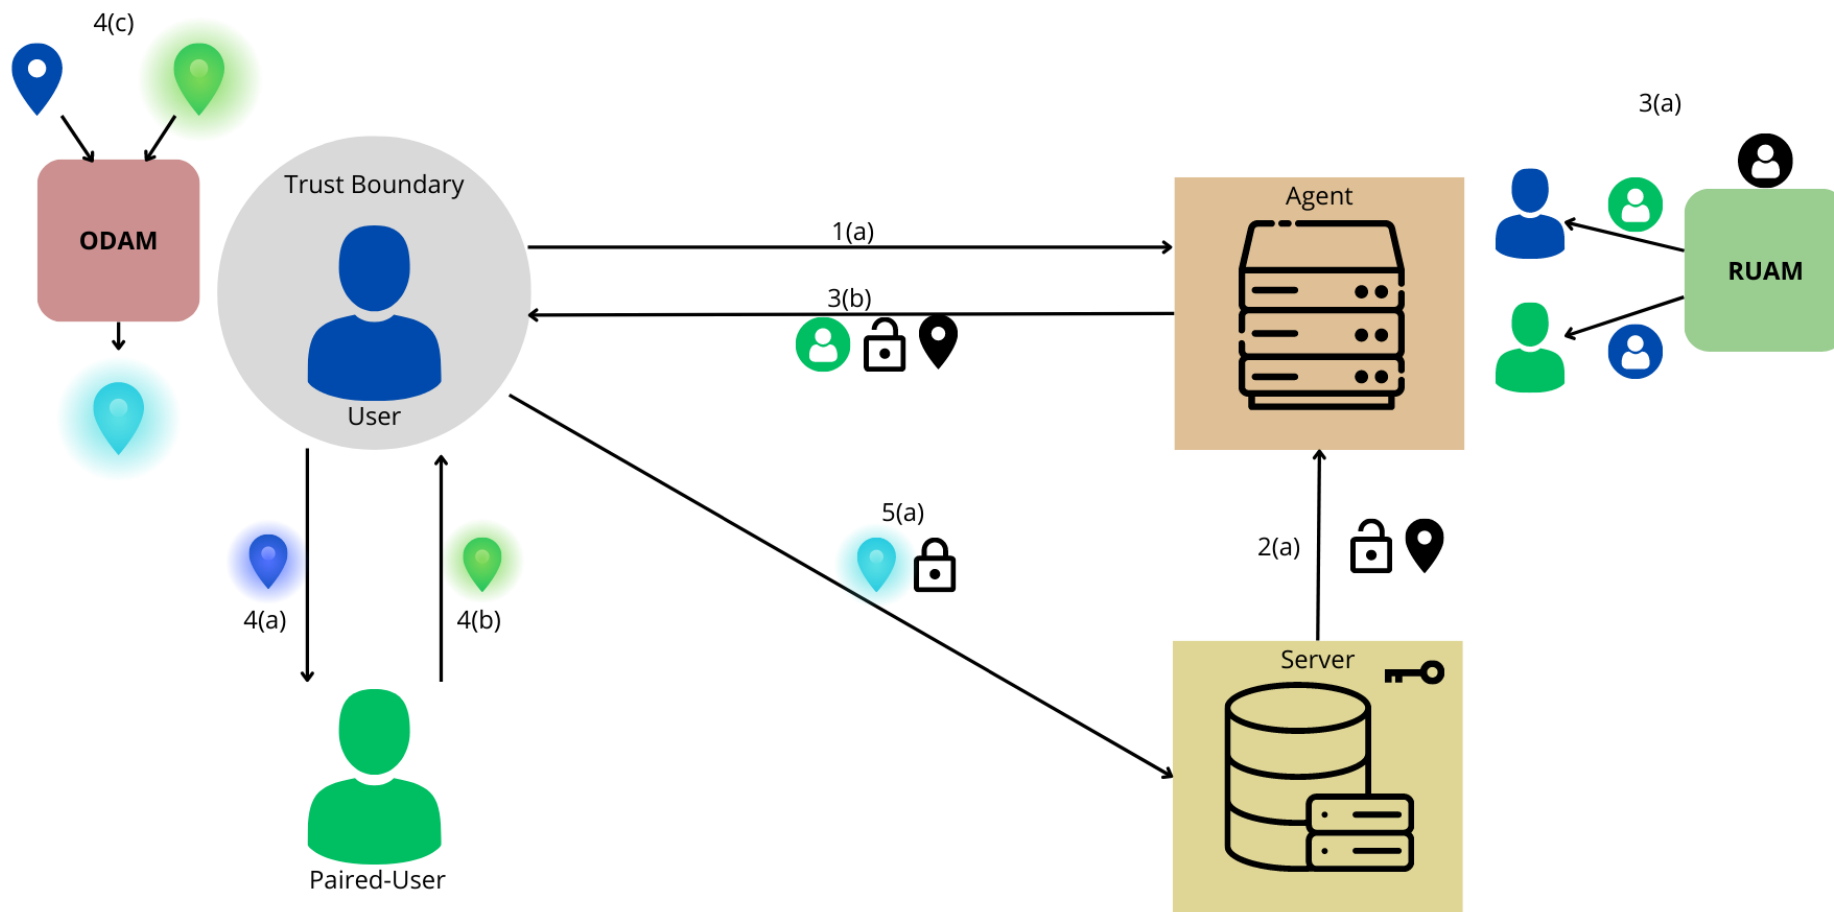 4(c)
3(a)
Trust Boundary
Agent
1(a)
ODAM
RUAM
3(b)
User
5(a)
2(a)
4(a)
4(b)
Server
Paired-User